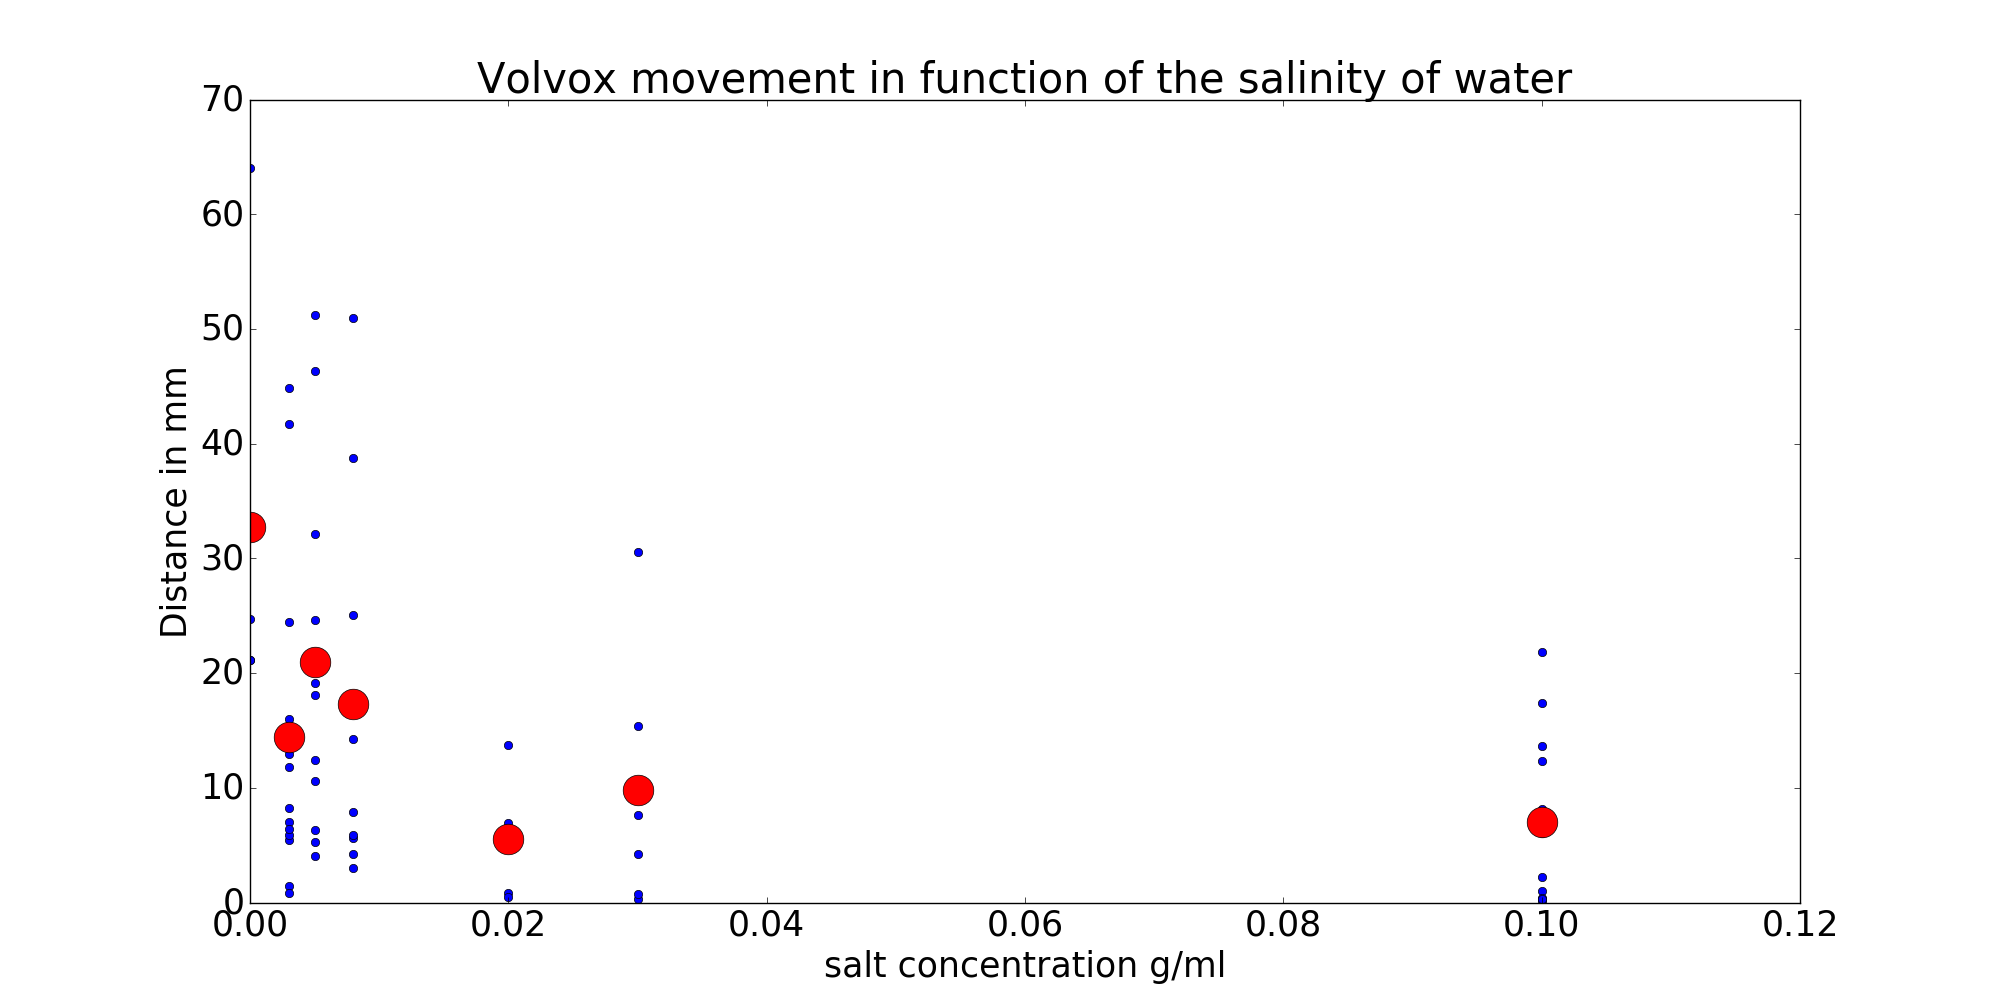 Volvox movement in function of the salinity of water
70
60
50
40
30
20
10
0
Distance in mm
0.00 0.02 0.04 0.06 0.08 0.10 0.12
salt concentration g/ml